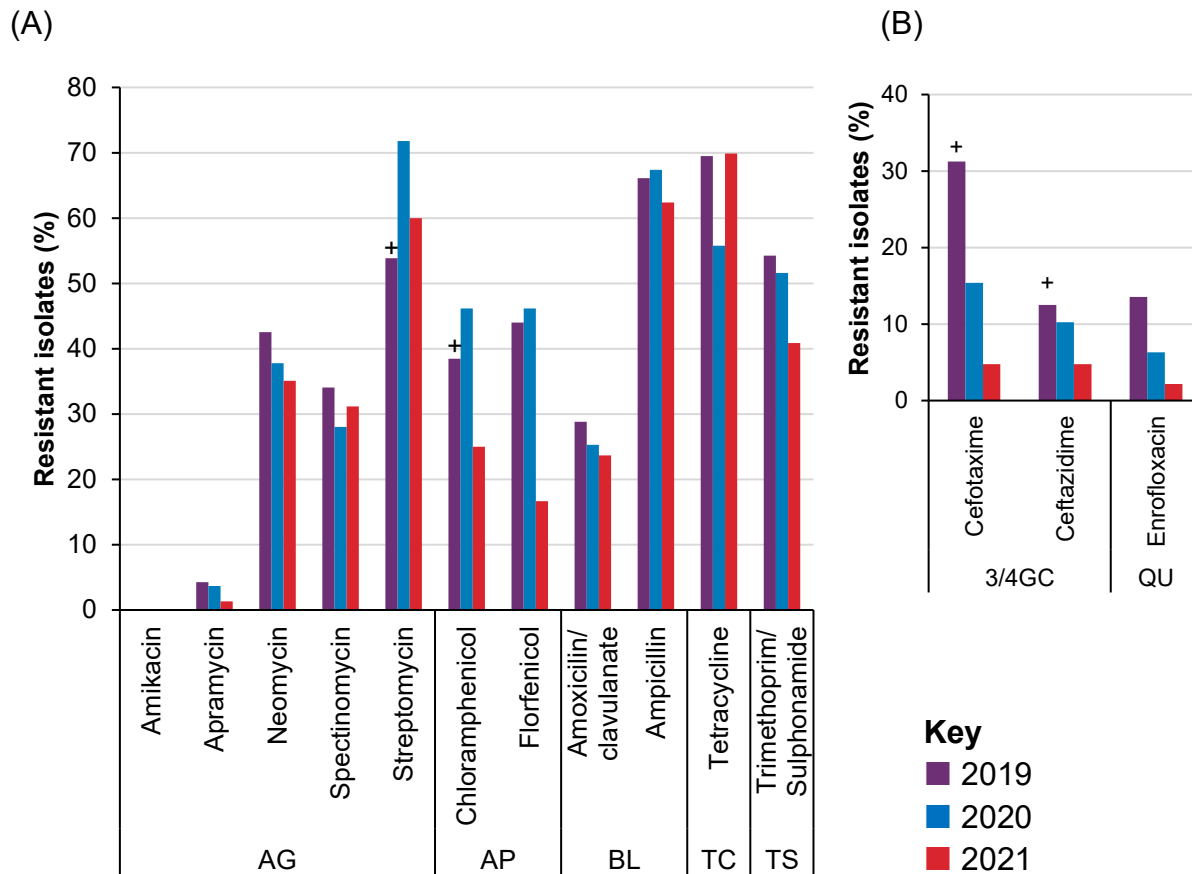 (A)
Resistant isolates (%)
80
70
60
50
40
30
20
10
0
+
+
Amikacin
Apramycin
Neomycin
Spectinomycin
Streptomycin
Chloramphenicol
Florfenicol
Amoxicilin/
clavulanate
Ampicillin
Tetracycline
Trimethoprim/
Sulphonamide
AG
AP
BL
TC
TS
(B)
Resistant isolates (%)
40
30
20
10
0
+
+
Cefotaxime
Ceftazidime
Enrofloxacin
3/4GC
QU
Key
2019
2020
2021